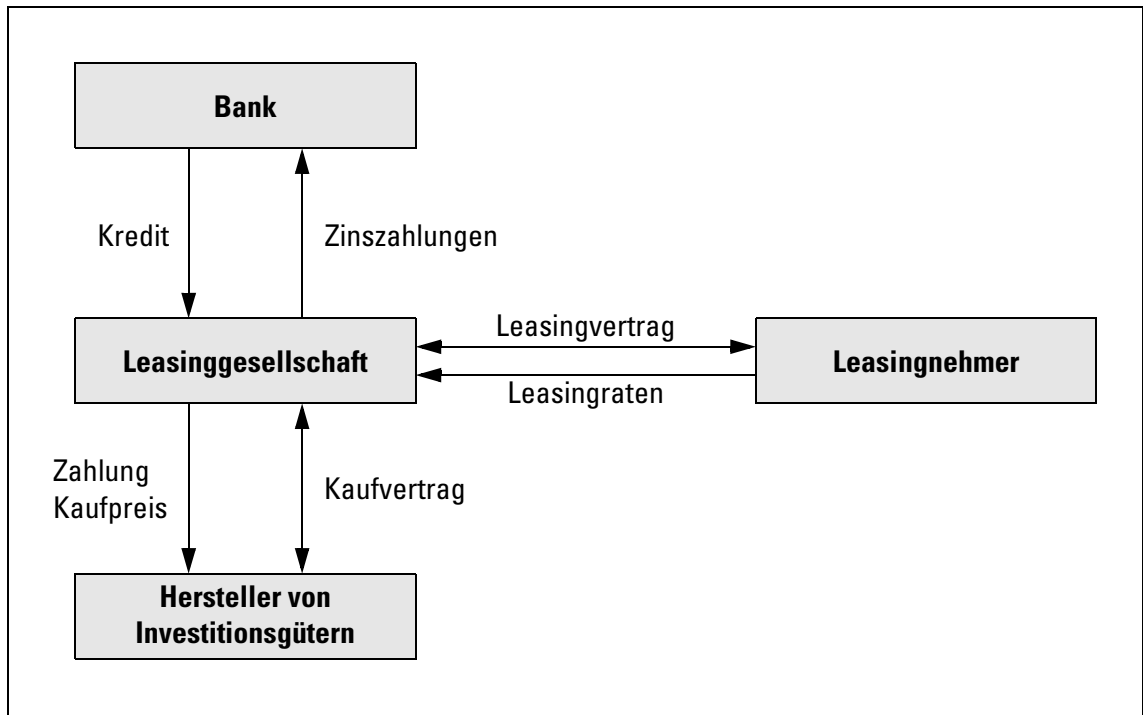 Bank
Kredit
Zinszahlungen
Leasingvertrag
Leasinggesellschaft
Leasingnehmer
Leasingraten
Zahlung
Kaufpreis
Kaufvertrag
Hersteller von
Investitionsgütern